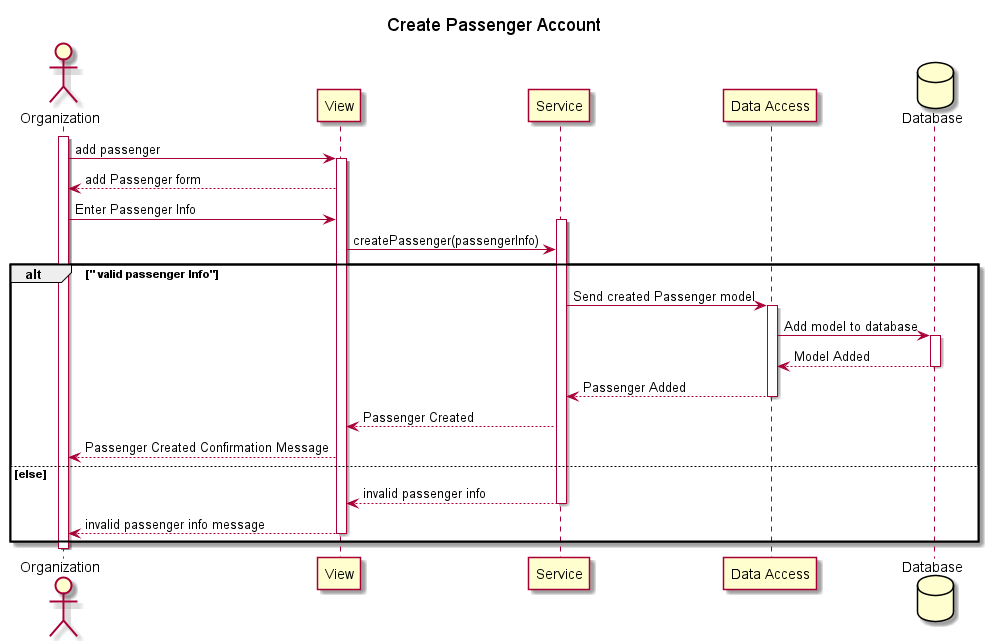 Create Passenger Account
Organization
View
Service
Data Access
Database
add passenger
add Passenger form
Enter Passenger Info
createPassenger(passengerInfo)
alt
[" valid passenger Info"]
Send created Passenger model
Add model to database
Model Added
Passenger Added
Passenger Created
Passenger Created Confirmation Message
[else]
invalid passenger info
invalid passenger info message
Organization
View
Service
Data Access
Database